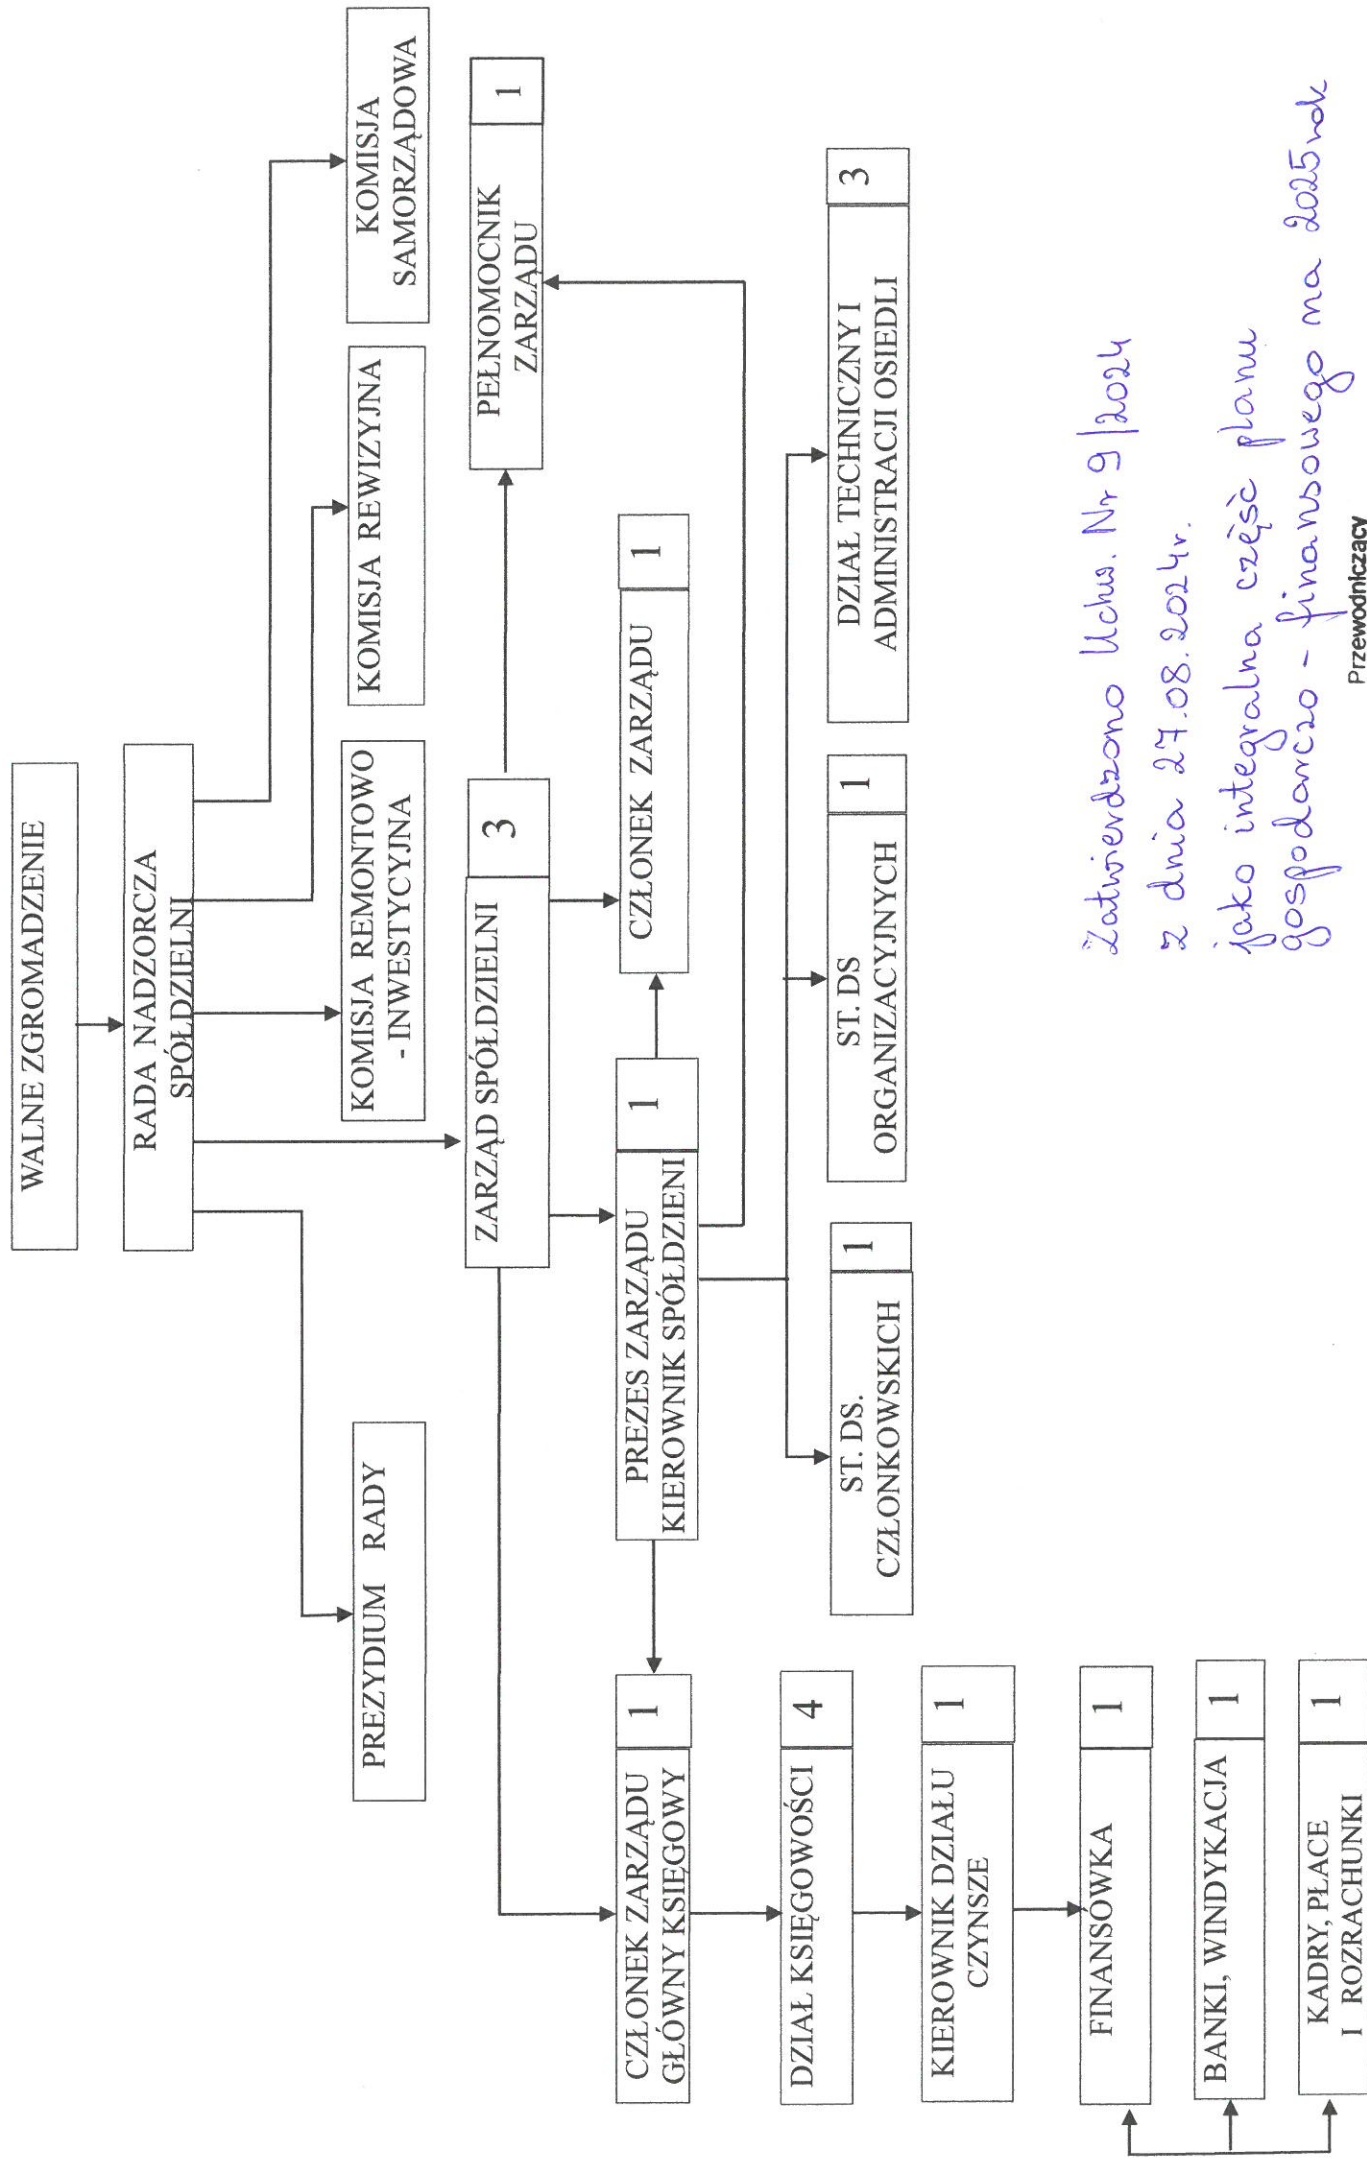 WALNE ZGROMADZENIE
RADA NADZORCZA
SPÓŁDZIELNI
PREZYDIUM RADY
KOMISJA REMONTOWO
- INWESTYCYJNA
KOMISJA REWIZYJNA
KOMISJA
SAMORZĄDOWA
ZARZĄD SPÓŁDZIELNI
3
PEŁNOMOCNIK
ZARZĄDU
1
CZŁONEK ZARZĄDU
GŁÓWNY KSIĘGOWY
1
PREZES ZARZĄDU
KIEROWNIK SPÓŁDZIENI
1
CZŁONEK ZARZĄDU
1
DZIAŁ KSIĘGOWOŚCI
4
ST. DS.
CZŁONKOWSKICH
1
ST. DS
ORGANIZACYJNYCH
1
DZIAŁ TECHNICZNY I
ADMINISTRACJI OSIEDLI
3
KIEROWNIK DZIAŁU
CZYNSZE
1
FINANSÓWKA
1
BANKI, WINDYKACJA
1
KADRY, PŁACE
I ROZRACHUNKI
1
Zatwierdzono Uchw. Nr 9/2024
z dnia 27.08.2024r.
jako integralna część planu
gospodarczo - finansowego na 2025 rok
Przewodniczący